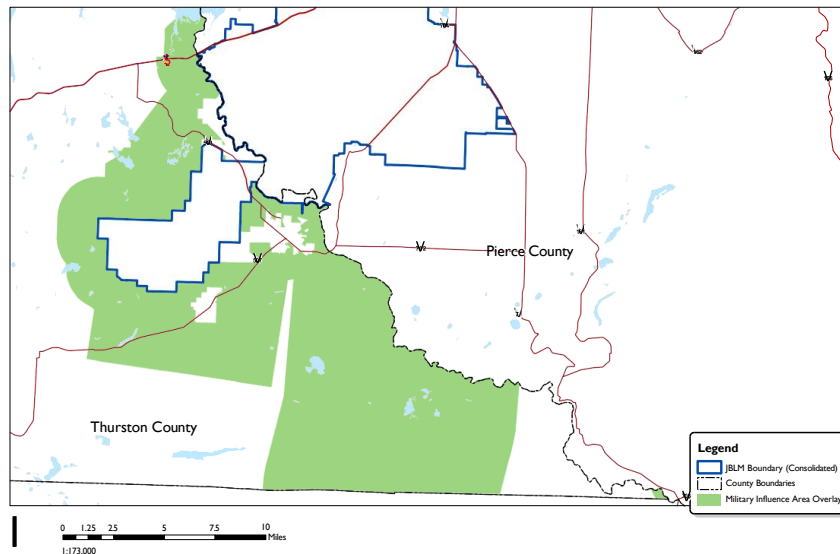 Pierce County
Thurston County
Legend
JBLM Boundary (Consolidated)
County Boundaries
Military Influence Area Overlay
0 1.25 2.5 5 7.5 10
Miles
1:173,000